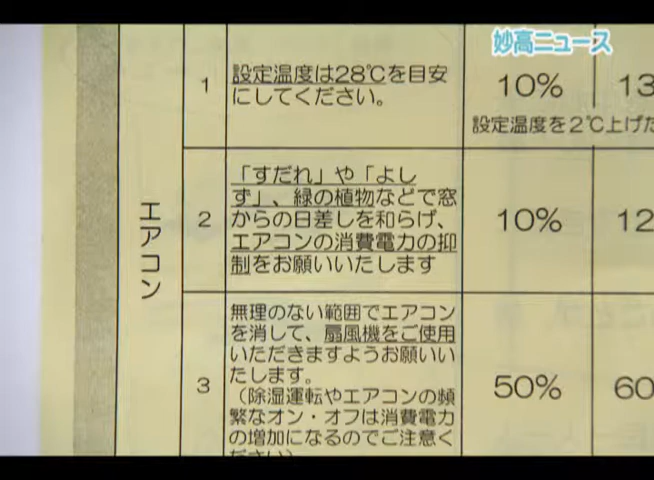 妙高ニュース
エアコン
1
設定温度は28℃を目安
にしてください。
10%
13
設定温度を2℃上げた
2
「すだれ」や「よし
ず」、緑の植物などで窓
からの日差しを和らげ、
エアコンの消費電力の抑
制をお願いいたします
10%
12
3
無理のない範囲でエアコン
を消して、扇風機をご使用
いただきますようお願いい
たします。
（除湿運転やエアコンの頻
繁なオン・オフは消費電力
の増加になるのでご注意く
ださい）
50%
60